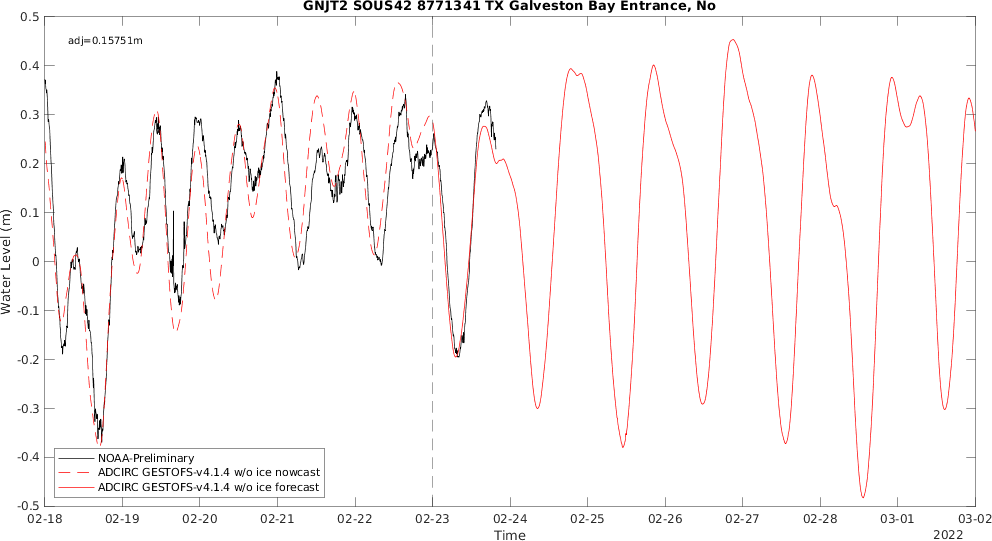 GNJT2 SOUS42 8771341 TX Galveston Bay Entrance, No
adj=0.15751m
0.5
0.4
0.3
0.2
0.1
0
-0.1
-0.2
-0.3
-0.4
-0.5
Water Level (m)
NOAA-Preliminary
ADCIRC GESTOFS-v4.1.4 w/o ice nowcast
ADCIRC GESTOFS-v4.1.4 w/o ice forecast
02-18 02-19 02-20 02-21 02-22 02-23 02-24 02-25 02-26 02-27 02-28 03-01 03-02
Time
2022